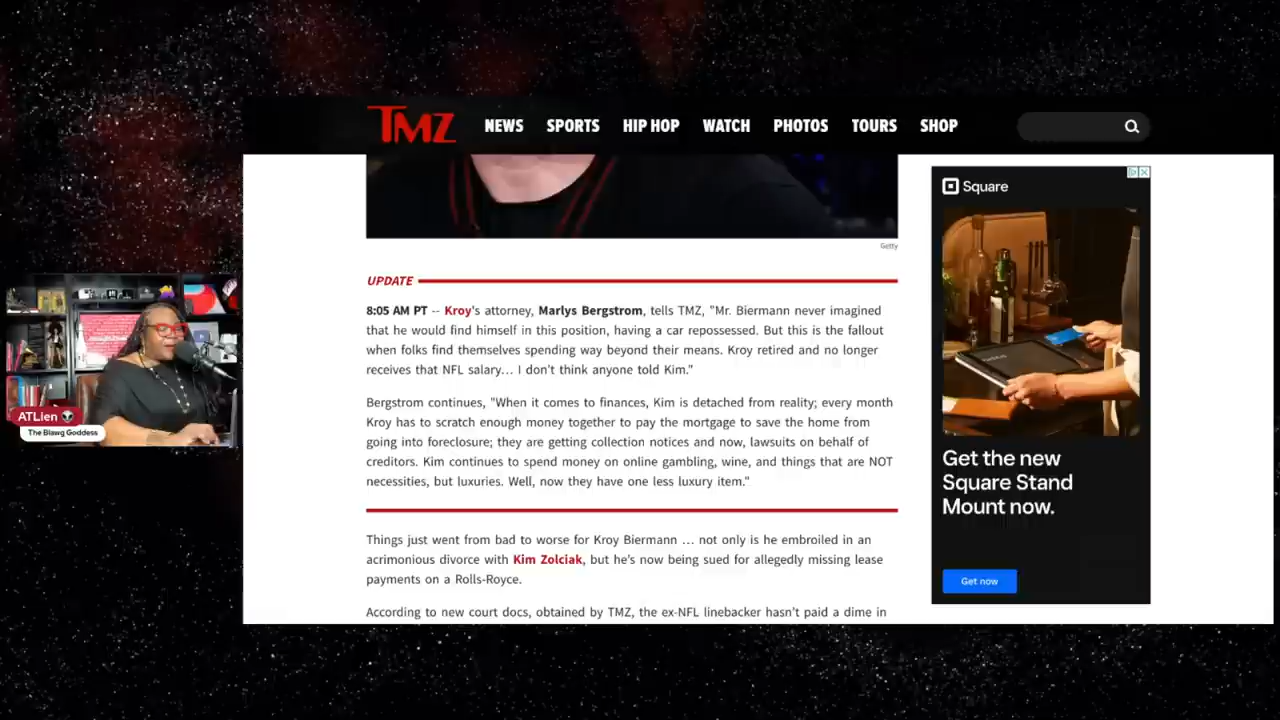 TMZ
NEWS SPORTS HIP HOP WATCH PHOTOS TOURS SHOP
Getty
UPDATE
8:05 AM PT -- Kroy's attorney, Marlys Bergstrom, tells TMZ, "Mr. Biermann never imagined
that he would find himself in this position, having a car repossessed. But this is the fallout
when folks find themselves spending way beyond their means. Kroy retired and no longer
receives that NFL salary... I don't think anyone told Kim."
Bergstrom continues, "When it comes to finances, Kim is detached from reality; every month
Kroy has to scratch enough money together to pay the mortgage to save the home from
going into foreclosure; they are getting collection notices and now, lawsuits on behalf of
creditors. Kim continues to spend money on online gambling, wine, and things that are NOT
necessities, but luxuries. Well, now they have one less luxury item."
Things just went from bad to worse for Kroy Biermann ... not only is he embroiled in an
acrimonious divorce with Kim Zolciak, but he's now being sued for allegedly missing lease
payments on a Rolls-Royce.
According to new court docs, obtained by TMZ, the ex-NFL linebacker hasn't paid a dime in
Square
Get the new
Square Stand
Mount now.
Get now
ATLien
The Blawg Goddess